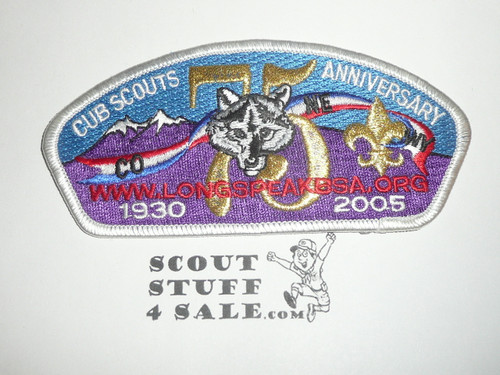 CUB SCOUTS 75 ANNIVERSARY
CO NE WY
WWW.LONGSPEAKBSA.ORG
1930 2005
SCOUT
STUFF
4 SALE.COM